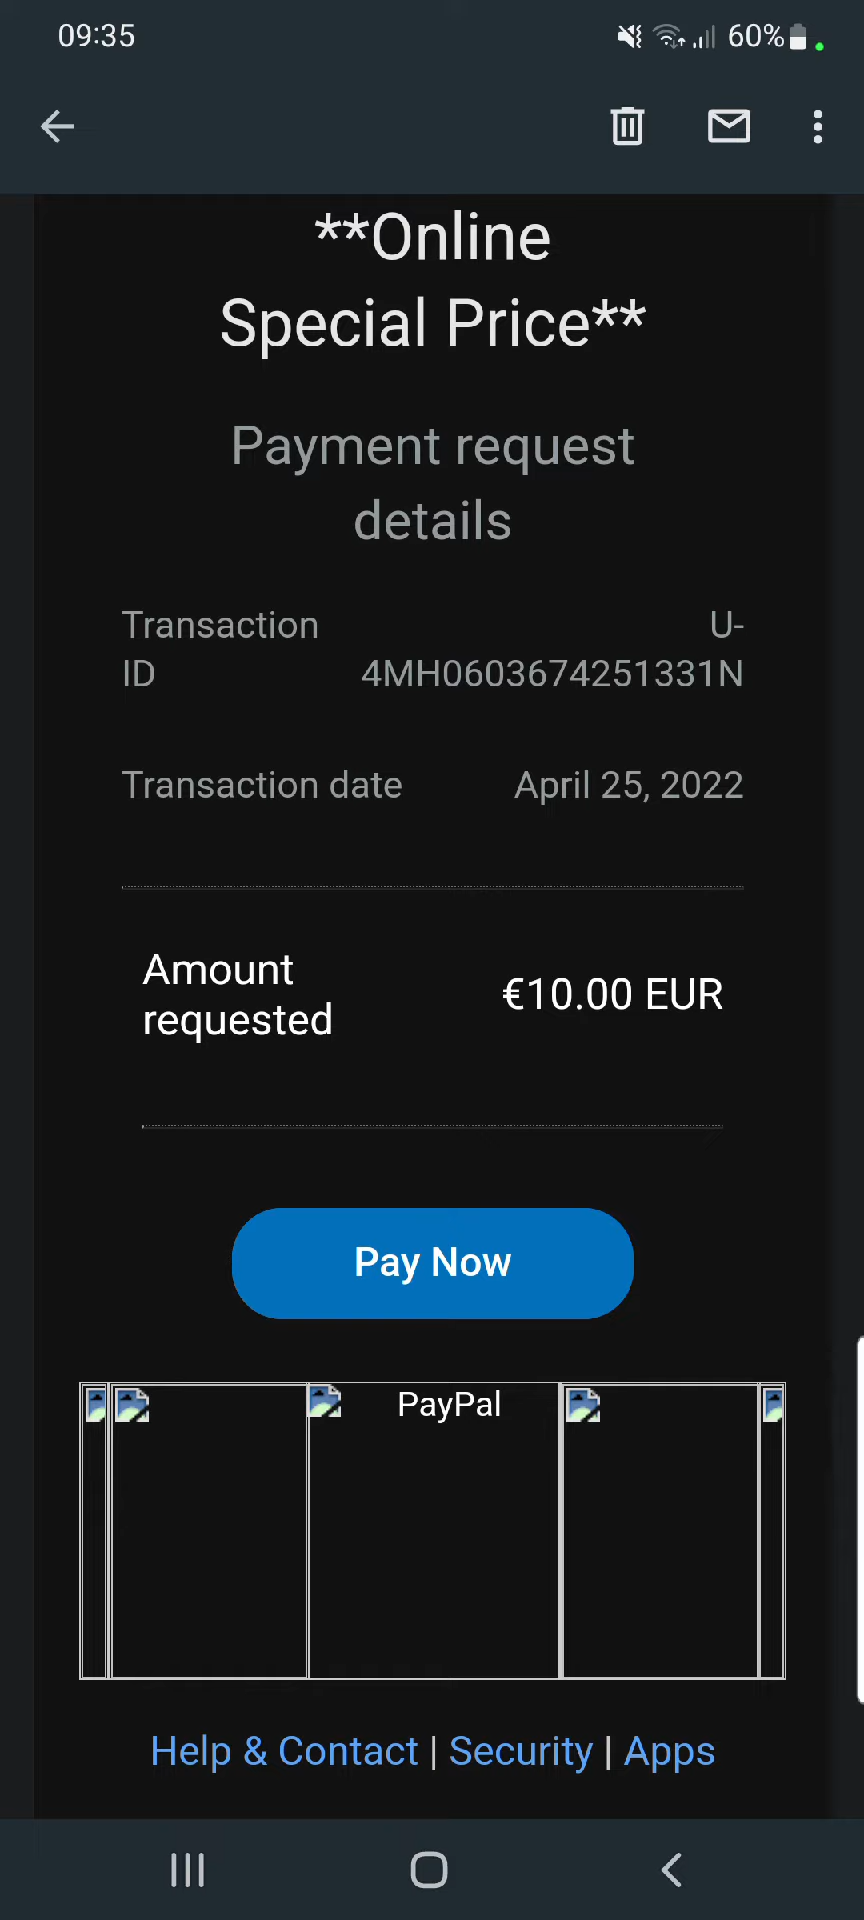 09:35
60%
**Online
Special Price**
Payment request
details
Transaction U-
ID 4MH0603674251331N
Transaction date April 25, 2022
Amount
requested €10.00 EUR
Pay Now
PayPal
Help & Contact | Security | Apps